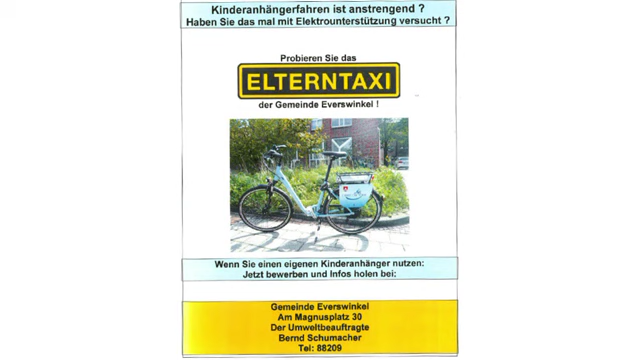 Kinderanhängerfahren ist anstrengend ?
Haben Sie das mal mit Elektrounterstützung versucht ?
Probieren Sie das
ELTERNTAXI
der Gemeinde Everswinkel !
Wenn Sie einen eigenen Kinderanhänger nutzen:
Jetzt bewerben und Infos holen bei:
Gemeinde Everswinkel
Am Magnusplatz 30
Der Umweltbeauftragte
Bernd Schumacher
Tel: 88209